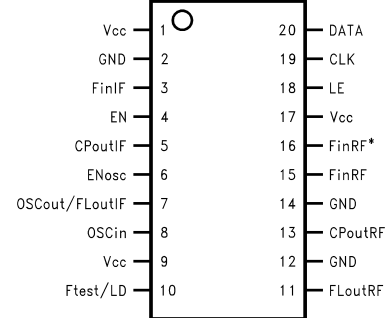 Vcc 1 20 DATA
GND 2 19 CLK
FinIF 3 18 LE
EN 4 17 Vcc
CPoutIF 5 16 FinRF*
ENosc 6 15 FinRF
OSCout/FLoutIF 7 14 GND
OSCin 8 13 CPoutRF
Vcc 9 12 GND
Ftest/LD 10 11 FLoutRF